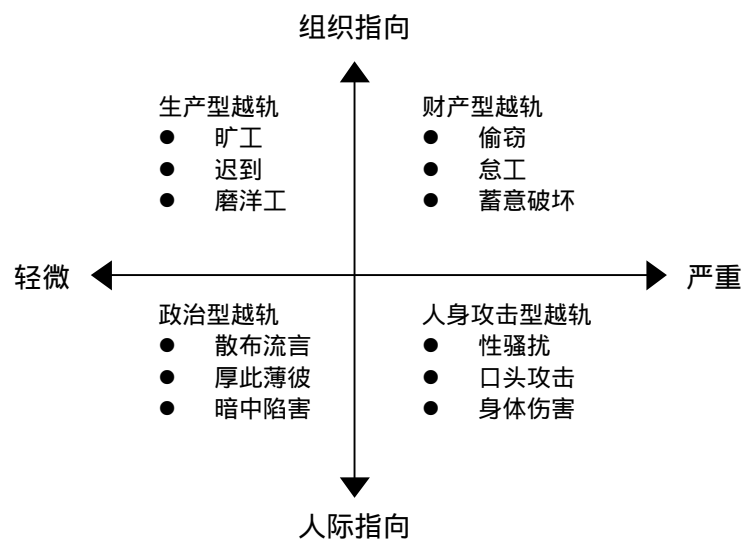 组织指向
生产型越轨
● 旷工
● 迟到
● 磨洋工
财产型越轨
● 偷窃
● 怠工
● 蓄意破坏
轻微
严重
政治型越轨
● 散布流言
● 厚此薄彼
● 暗中陷害
人身攻击型越轨
● 性骚扰
● 口头攻击
● 身体伤害
人际指向